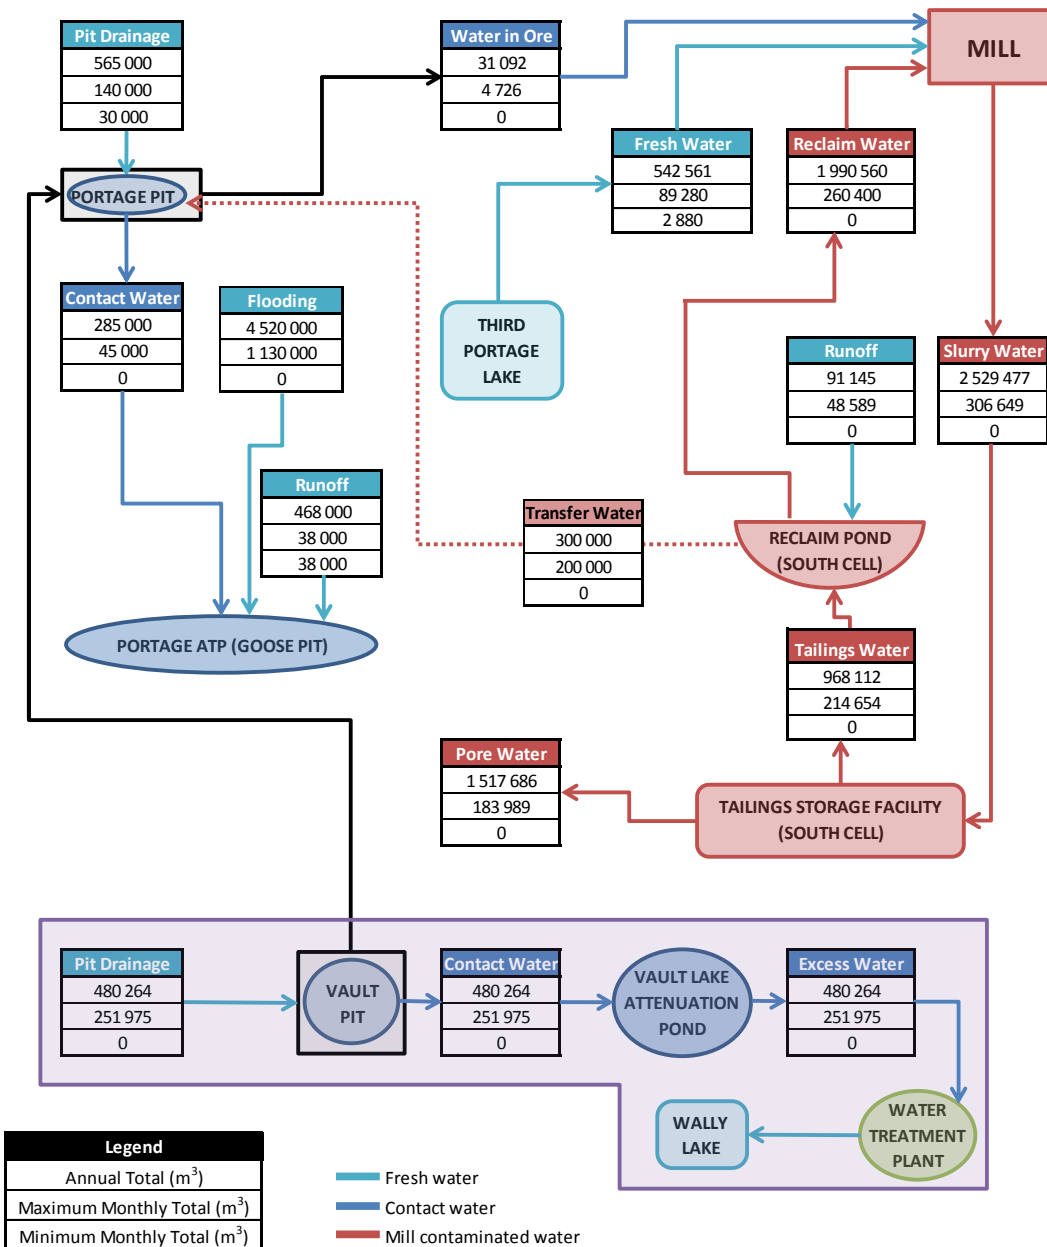 Pit Drainage
565 000
140 000
30 000
Water in Ore
31 092
4 726
0
MILL
Fresh Water
542 561
89 280
2 880
Reclaim Water
1 990 560
260 400
0
PORTAGE PIT
Contact Water
285 000
45 000
0
Flooding
4 520 000
1 130 000
0
THIRD
PORTAGE
LAKE
Runoff
91 145
48 589
0
Slurry Water
2 529 477
306 649
0
Runoff
468 000
38 000
38 000
Transfer Water
300 000
200 000
0
RECLAIM POND
(SOUTH CELL)
PORTAGE ATP (GOOSE PIT)
Tailings Water
968 112
214 654
0
Pore Water
1 517 686
183 989
0
TAILINGS STORAGE FACILITY
(SOUTH CELL)
Pit Drainage
480 264
251 975
0
VAULT
PIT
Contact Water
480 264
251 975
0
VAULT LAKE
ATTENUATION
POND
Excess Water
480 264
251 975
0
WALLY
LAKE
WATER
TREATMENT
PLANT
Legend
Annual Total (m³)
Maximum Monthly Total (m³)
Minimum Monthly Total (m³)
Fresh water
Contact water
Mill contaminated water